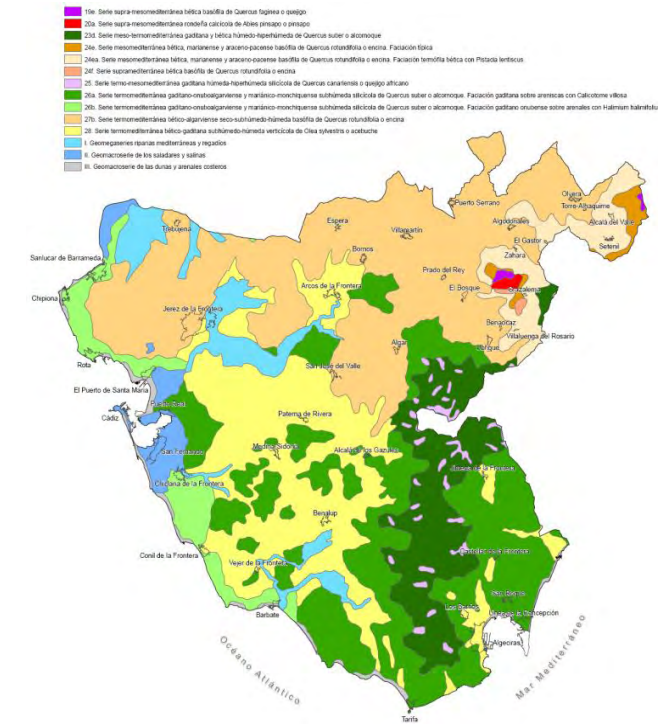 19e. Serie supra-mesomediterránea bética basófila de Quercus faginea o quejigo
20a. Serie supra-mesomediterránea rondeña calcícola de Abies pinsapo o pinsapo
23d. Serie meso-termomediterránea gaditana y bética húmedo-hiperhúmeda de Quercus suber o alcornoque
24e. Serie mesomediterránea bética, marianense y araceno-pacense basófila de Quercus rotundifolia o encina. Faciación típica
24ea. Serie mesomediterránea bética, marianense y araceno-pacense basófila de Quercus rotundifolia o encina. Faciación termófila bética con Pistacia lentiscus
24f. Serie supramediterránea bética basófila de Quercus rotundifolia o encina
25. Serie termo-mesomediterránea gaditana húmeda-hiperhúmeda silicícola de Quercus canariensis o quejigo africano
26a. Serie termomediterránea gaditano-onuboalgarviense y mariánico-monchiquense subhúmeda silicícola de Quercus suber o alcornoque. Faciación gaditana sobre areniscas con Calicotome villosa
26b. Serie termomediterránea gaditano-onuboalgarviense y mariánico-monchiquense subhúmeda silicícola de Quercus suber o alcornoque. Faciación gaditano onubense sobre arenales con Halimium halimifolium
27b. Serie termomediterránea bético-algarviense seco-subhúmedo-húmeda basófila de Quercus rotundifolia o encina
28. Serie termomediterránea bético-gaditana subhúmedo-húmeda verticícola de Olea sylvestris o acebuche
I. Geomegaseries riparias mediterráneas y regadíos
II. Geomacroserie de los saladares y salinas
III. Geomacroserie de las dunas y arenales costeros
Olvera
Torre-Alhaquime
Puerto Serrano
Alcalá del Valle
Algodonales
Espera
Trebujena
Villamartín
El Gastor
Setenil
Zahara
Bornos
Sanlucar de Barrameda
Prado del Rey
Arcos de la Frontera
El Bosque
Grazalema
Chipiona
Jerez de la Frontera
Benaocaz
Villaluenga del Rosario
Algar
Ubrique
Rota
San José del Valle
El Puerto de Santa María
Puerto Real
Cádiz
Paterna de Rivera
San Fernando
Medina Sidonia
Alcalá de los Gazules
Jimena de la Frontera
Chiclana de la Frontera
Benalup
Conil de la Frontera
Castellar de la Frontera
Vejer de la Frontera
San Roque
Los Barrios
La Línea de la Concepción
Barbate
Algeciras
Océano Atlántico
Mar Mediterráneo
Tarifa